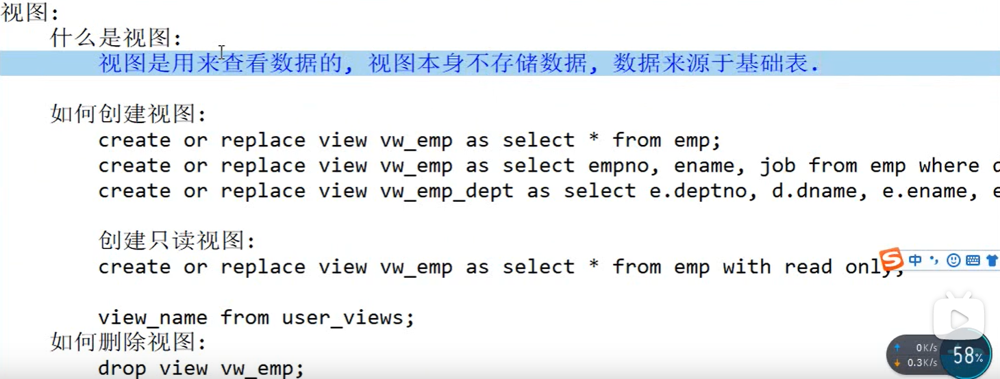 视图:
什么是视图:
视图是用来查看数据的, 视图本身不存储数据, 数据来源于基础表.
如何创建视图:
create or replace view vw_emp as select * from emp;
create or replace view vw_emp as select empno, ename, job from emp where
create or replace view vw_emp_dept as select e.deptno, d.dname, e.ename,
创建只读视图:
create or replace view vw_emp as select * from emp with read only;
中
view_name from user_views;
如何删除视图:
drop view vw_emp;
0K/s
0.3K/s
58%